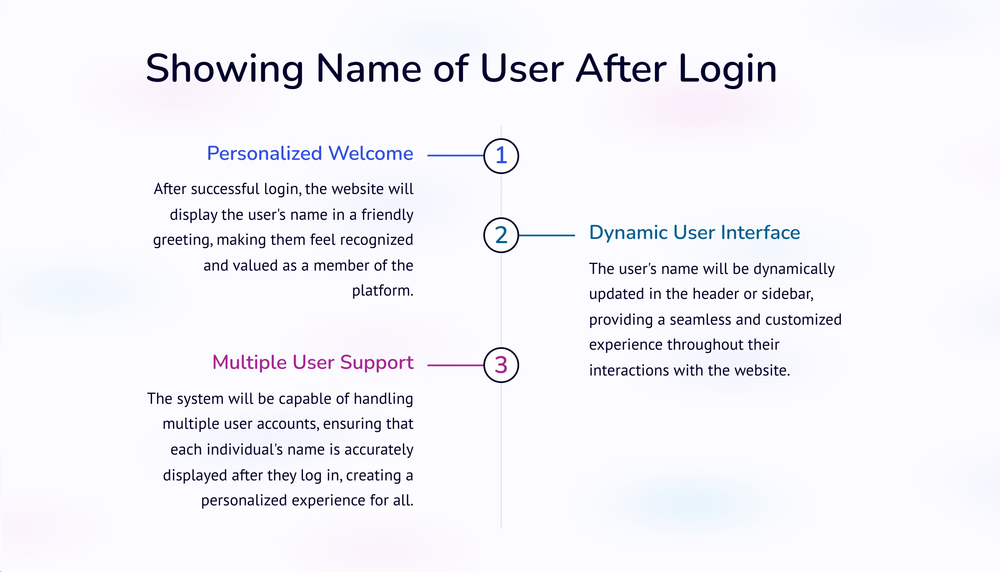 Showing Name of User After Login
1
Personalized Welcome
After successful login, the website will
display the user's name in a friendly
greeting, making them feel recognized
and valued as a member of the
platform.
2
Dynamic User Interface
The user's name will be dynamically
updated in the header or sidebar,
providing a seamless and customized
experience throughout their
interactions with the website.
3
Multiple User Support
The system will be capable of handling
multiple user accounts, ensuring that
each individual's name is accurately
displayed after they log in, creating a
personalized experience for all.